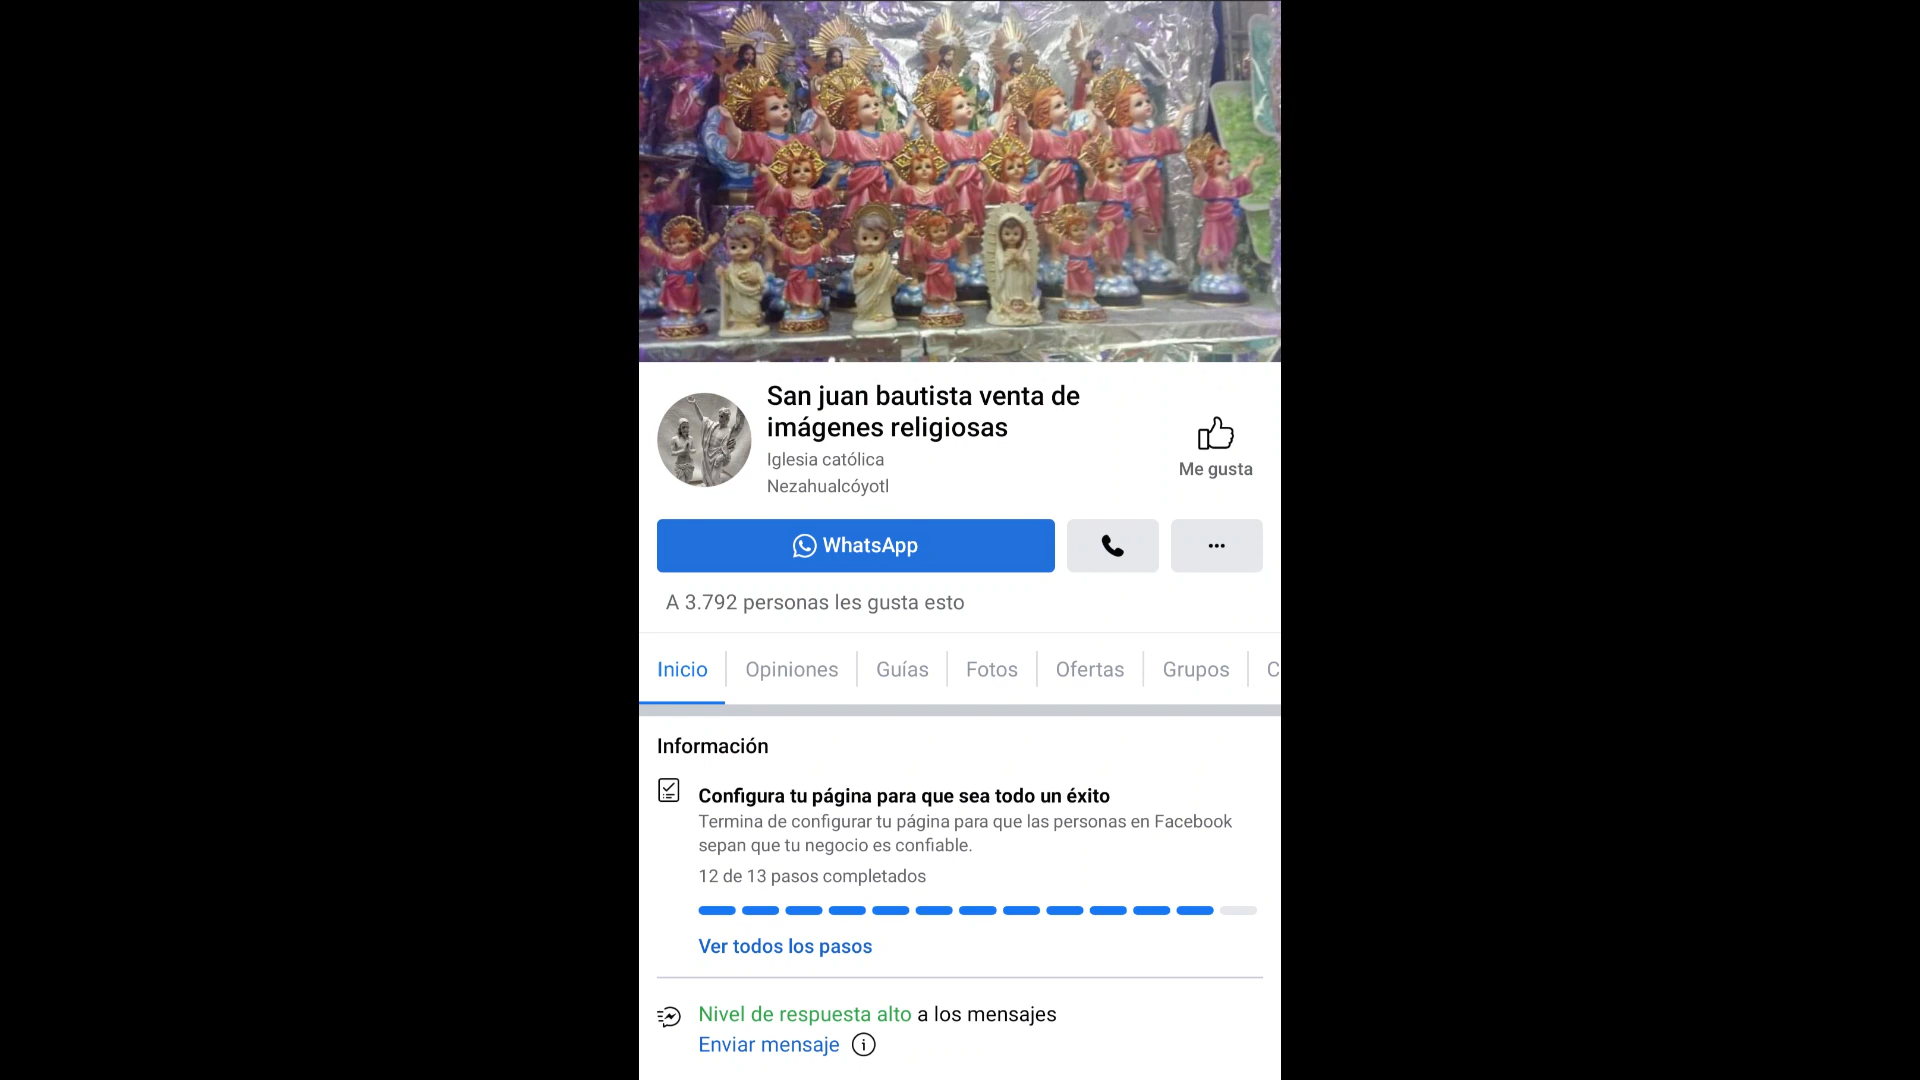 San juan bautista venta de
imágenes religiosas
Iglesia católica
Nezahualcóyotl
Me gusta
WhatsApp
A 3.792 personas les gusta esto
Inicio Opiniones Guías Fotos Ofertas Grupos C
Información
Configura tu página para que sea todo un éxito
Termina de configurar tu página para que las personas en Facebook
sepan que tu negocio es confiable.
12 de 13 pasos completados
Ver todos los pasos
Nivel de respuesta alto a los mensajes
Enviar mensaje